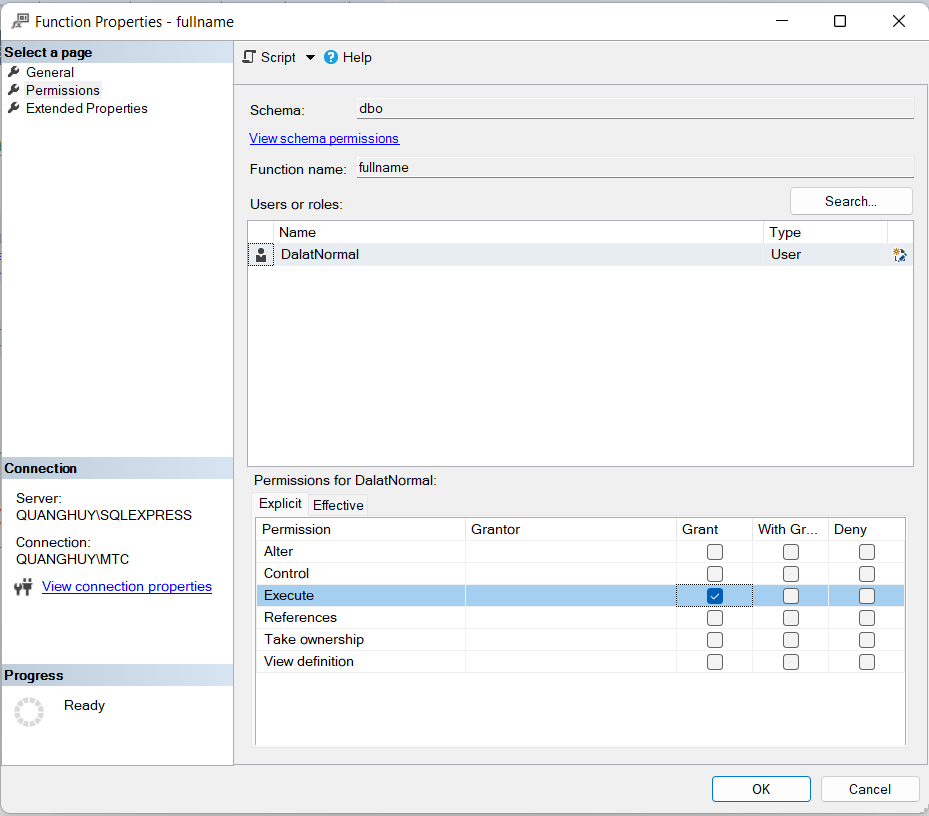 Function Properties - fullname
Select a page
General
Permissions
Extended Properties
Script
Help
Schema: dbo
View schema permissions
Function name: fullname
Users or roles: Search...
Name Type
DalatNormal User
Connection
Server:
QUANGHUY\SQLEXPRESS
Connection:
QUANGHUY\MTC
View connection properties
Progress
Ready
Permissions for DalatNormal:
Explicit Effective
Permission Grantor Grant With Gr... Deny
Alter
Control
Execute
References
Take ownership
View definition
OK Cancel